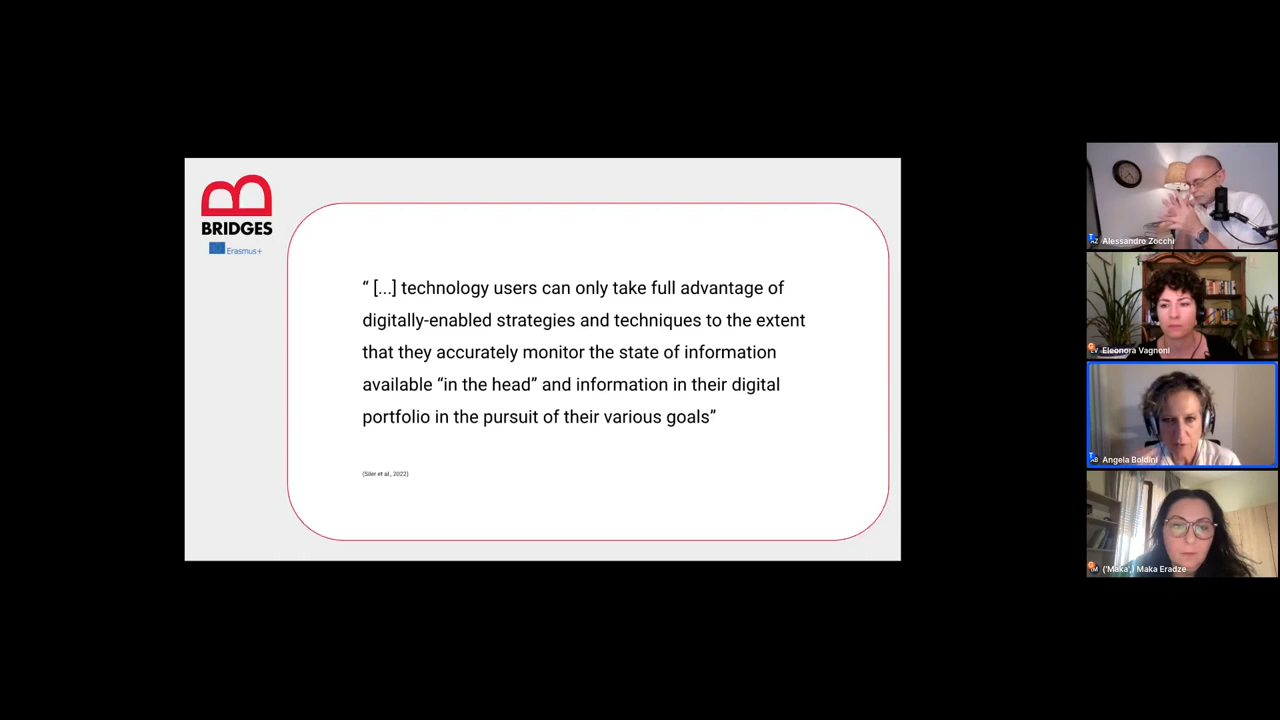 BRIDGES
Erasmus+
“ [...] technology users can only take full advantage of
digitally-enabled strategies and techniques to the extent
that they accurately monitor the state of information
available “in the head” and information in their digital
portfolio in the pursuit of their various goals”
(Siler et al., 2022)
Alessandro Zocchi
Eleonora Vagnoni
Angela Boldini
('Maka',) Maka Eradze